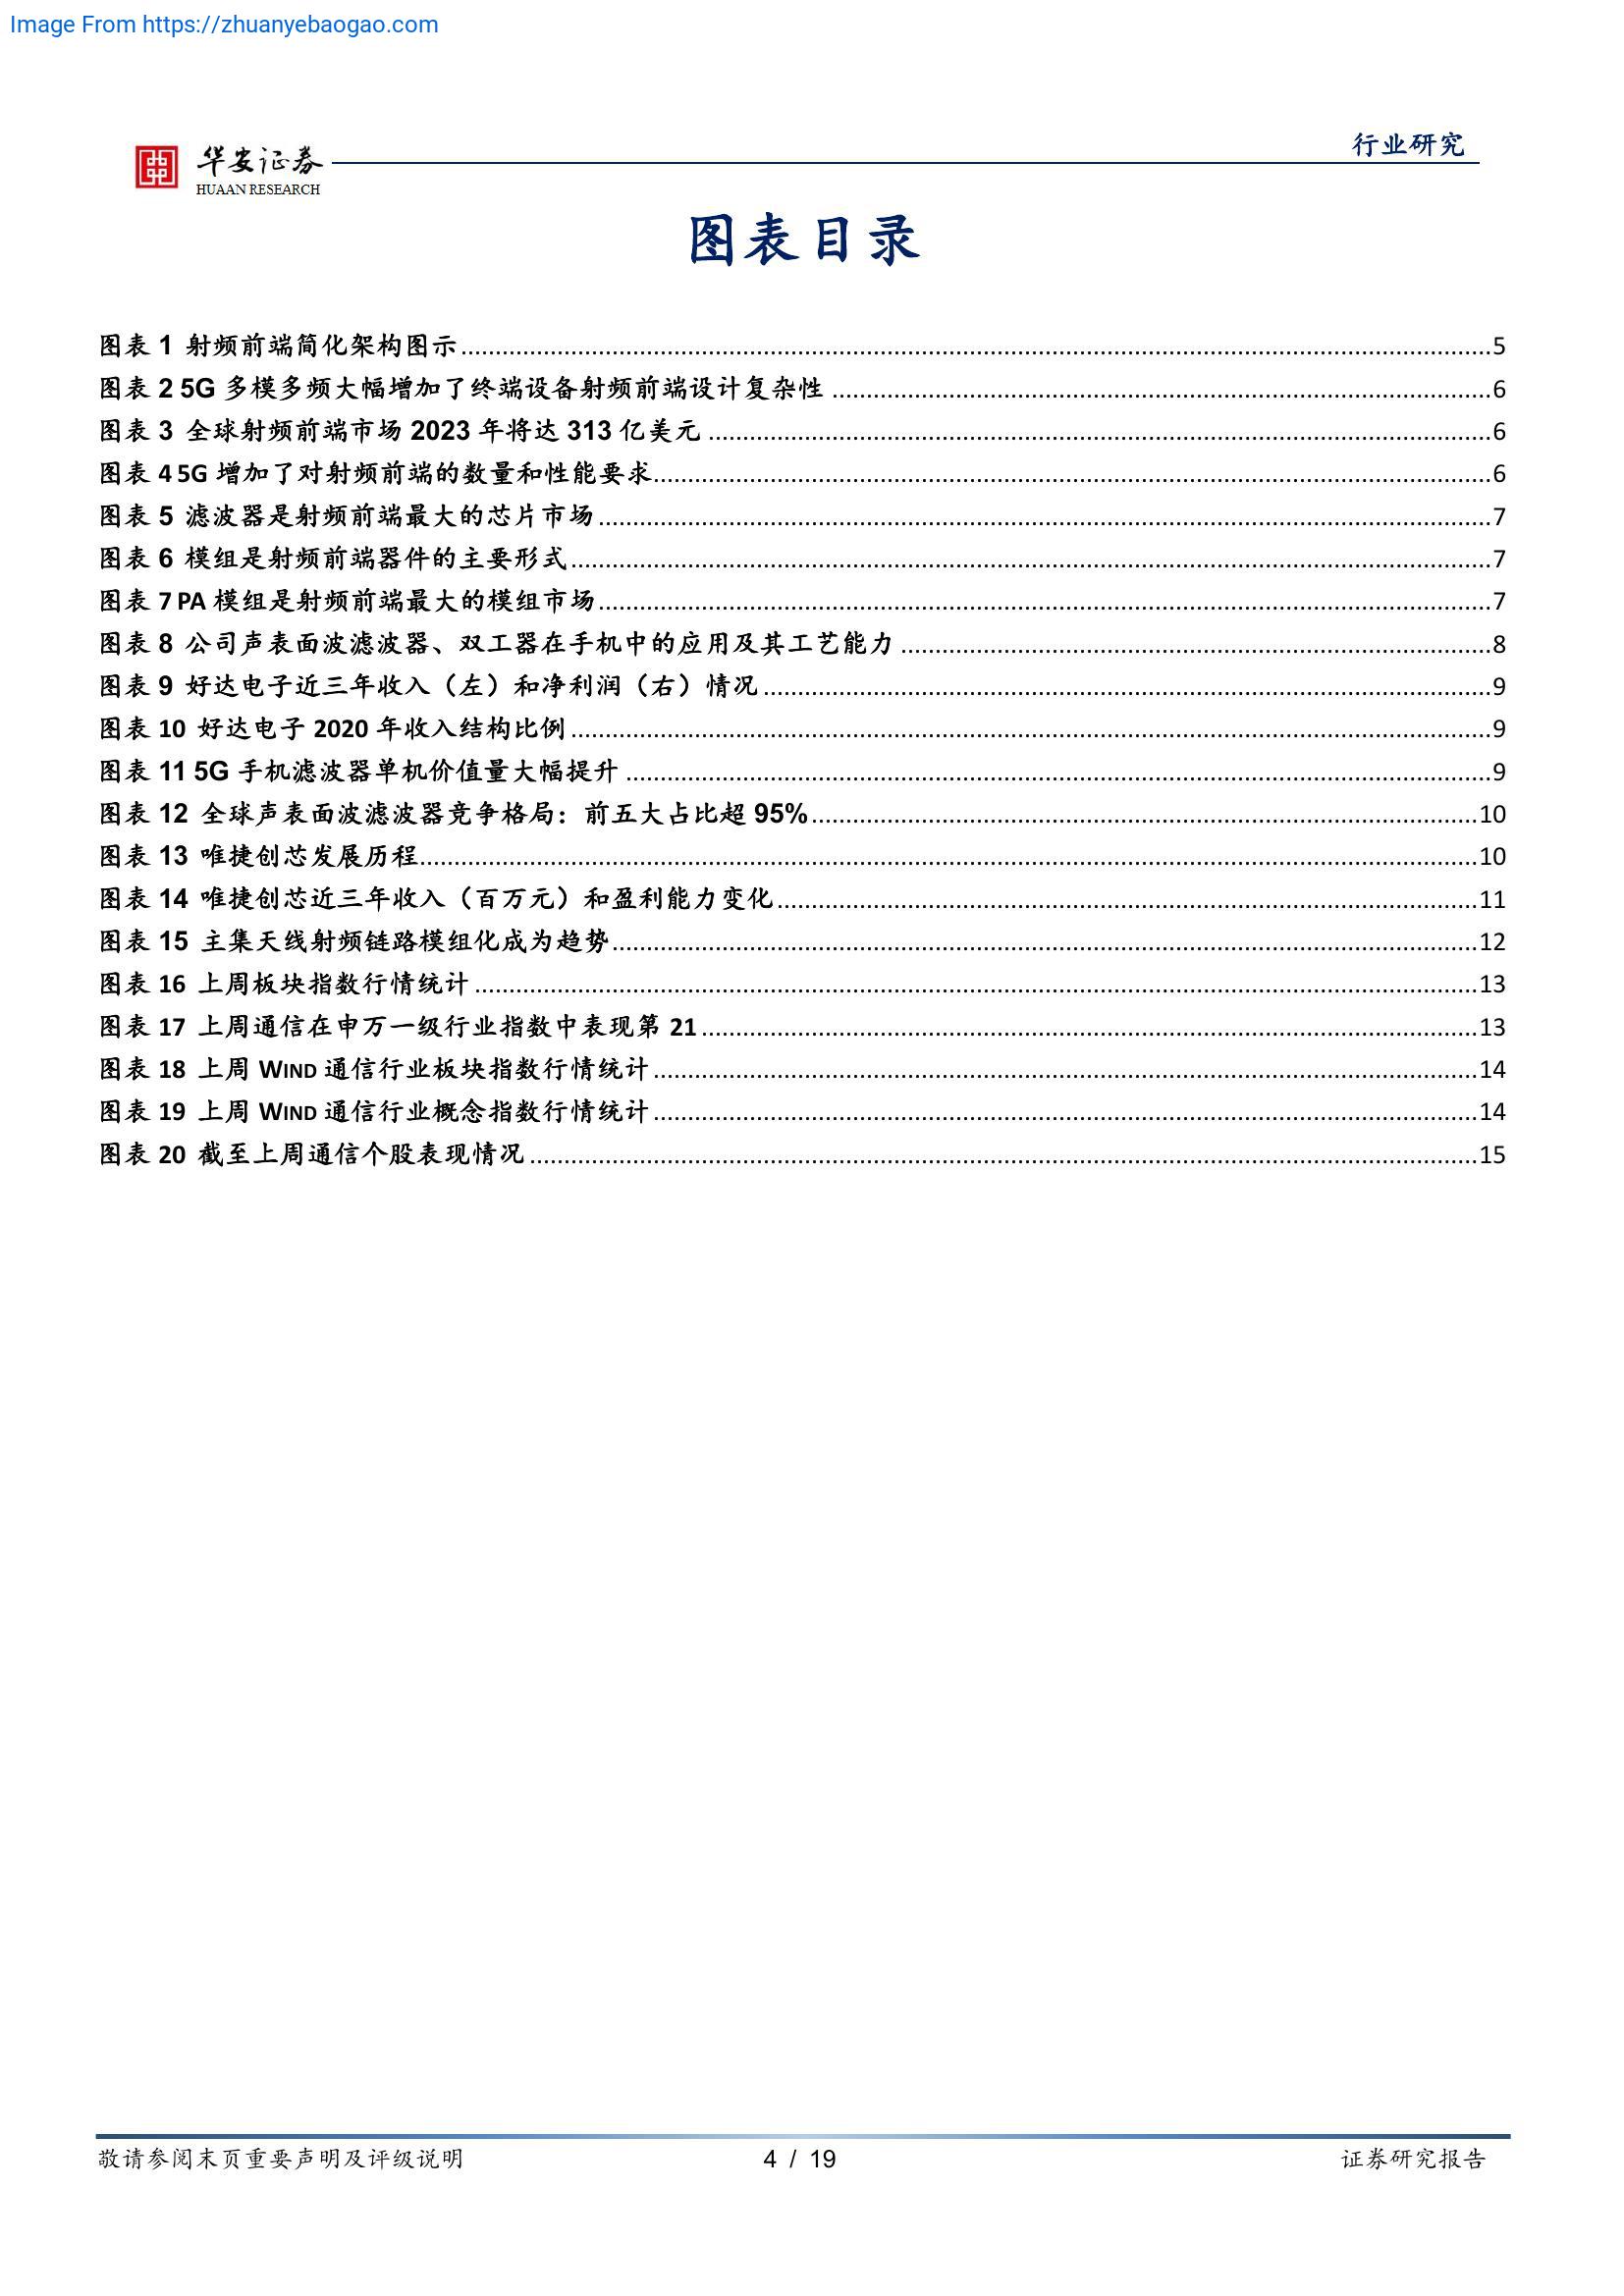 Image From https://zhuanyebaogao.com
华安证券
HUAAN RESEARCH
行业研究
图表目录
图表 1 射频前端简化架构图示 5
图表 2 5G 多模多频大幅增加了终端设备射频前端设计复杂性 6
图表 3 全球射频前端市场 2023 年将达 313 亿美元 6
图表 4 5G 增加了对射频前端的数量和性能要求 6
图表 5 滤波器是射频前端最大的芯片市场 7
图表 6 模组是射频前端器件的主要形式 7
图表 7 PA 模组是射频前端最大的模组市场 7
图表 8 公司声表面波滤波器、双工器在手机中的应用及其工艺能力 8
图表 9 好达电子近三年收入（左）和净利润（右）情况 9
图表 10 好达电子 2020 年收入结构比例 9
图表 11 5G 手机滤波器单机价值量大幅提升 9
图表 12 全球声表面波滤波器竞争格局：前五大占比超 95% 10
图表 13 唯捷创芯发展历程 10
图表 14 唯捷创芯近三年收入（百万元）和盈利能力变化 11
图表 15 主集天线射频链路模组化成为趋势 12
图表 16 上周板块指数行情统计 13
图表 17 上周通信在申万一级行业指数中表现第 21 13
图表 18 上周 WIND 通信行业板块指数行情统计 14
图表 19 上周 WIND 通信行业概念指数行情统计 14
图表 20 截至上周通信个股表现情况 15
敬请参阅末页重要声明及评级说明
4 / 19
证券研究报告